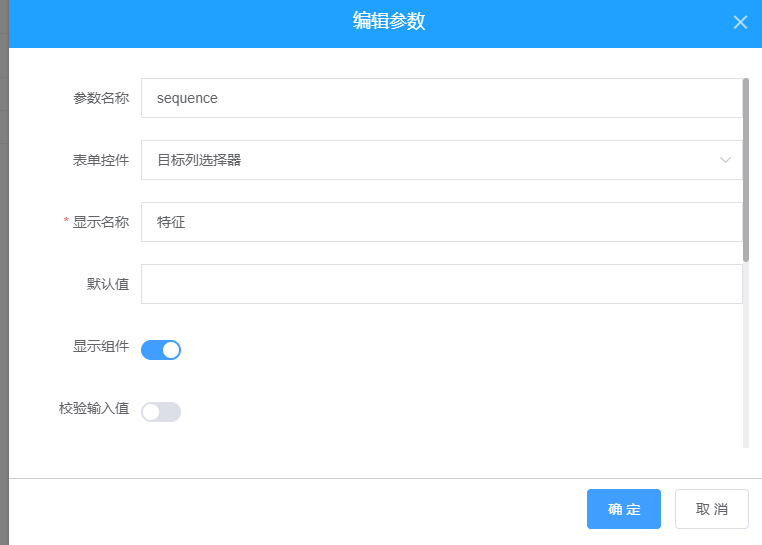 编辑参数
参数名称 sequence
表单控件 目标列选择器
* 显示名称 特征
默认值
显示组件
校验输入值
确定 取消